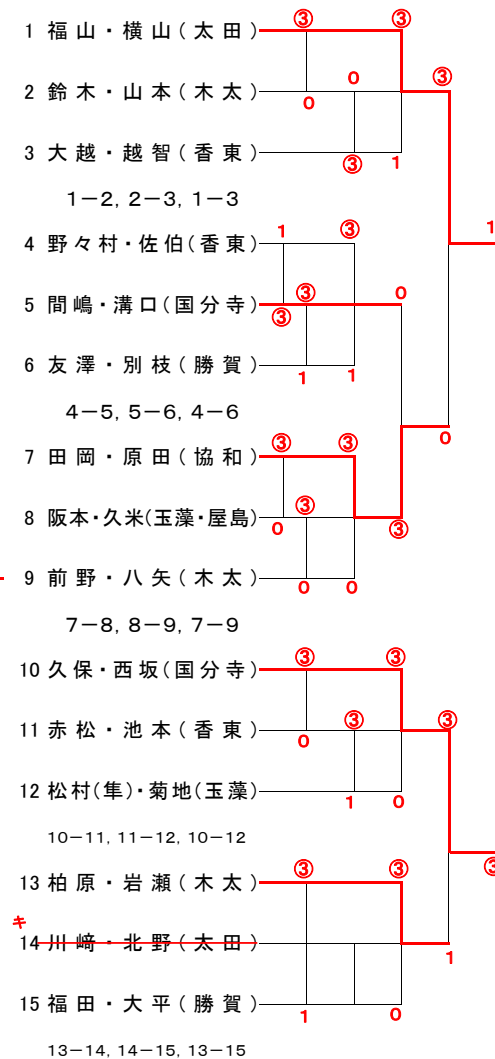 ③ ③
1 福山・横山(太田)
0 ③
2 鈴木・山本(木太)
0
3 大越・越智(香東)
③ 1
1−2, 2−3, 1−3
1 ③ 1
4 野々村・佐伯(香東)
③ 0
5 間嶋・溝口(国分寺)
③
6 友澤・別枝(勝賀)
1 1
4−5, 5−6, 4−6
③ ③ 0
7 田岡・原田(協和)
③
8 阪本・久米(玉藻・屋島)
0 ③
9 前野・八矢(木太)
0 0
7−8, 8−9, 7−9
③ ③
10 久保・西坂(国分寺)
③ ③
11 赤松・池本(香東)
0
12 松村(隼)・菊地(玉藻)
1 0
10−11, 11−12, 10−12
③ ③ ③
13 柏原・岩瀬(木太)
キ
14 川﨑・北野(太田)
1
15 福田・大平(勝賀)
1 0
13−14, 14−15, 13−15